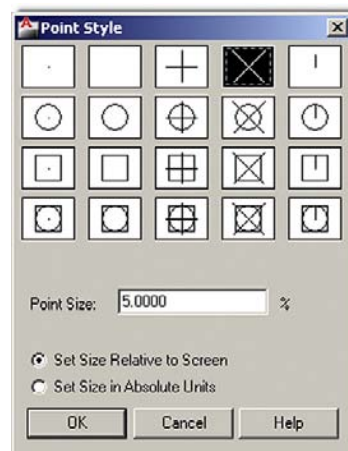 Point Style
Point Size: 5.0000 %
Set Size Relative to Screen
Set Size in Absolute Units
OK Cancel Help